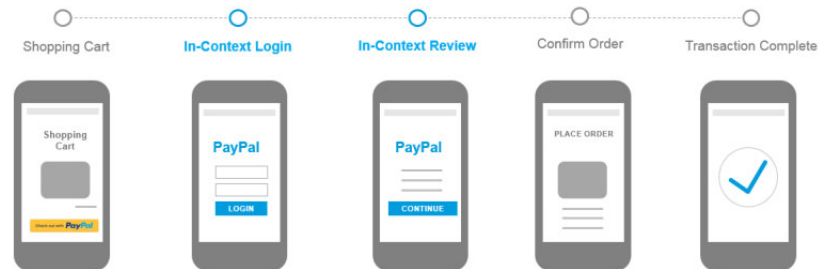 Shopping Cart
In-Context Login
In-Context Review
Confirm Order
Transaction Complete
Shopping
Cart
Check out with PayPal
PayPal
LOGIN
PayPal
CONTINUE
PLACE ORDER